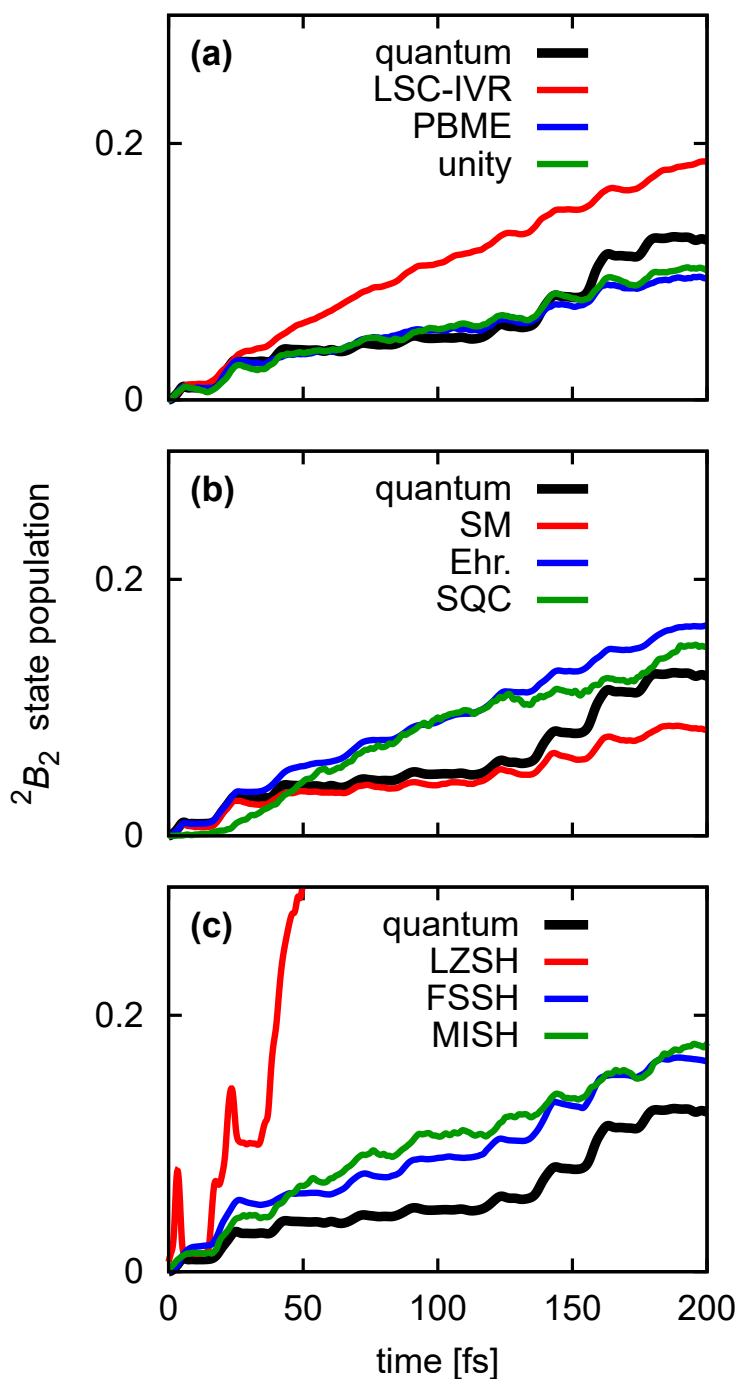 (a)
quantum
LSC-IVR
PBME
unity
0.2
0
(b)
quantum
SM
Ehr.
SQC
0.2
0
²B₂ state population
(c)
quantum
LZSH
FSSH
MISH
0.2
0
0 50 100 150 200
time [fs]